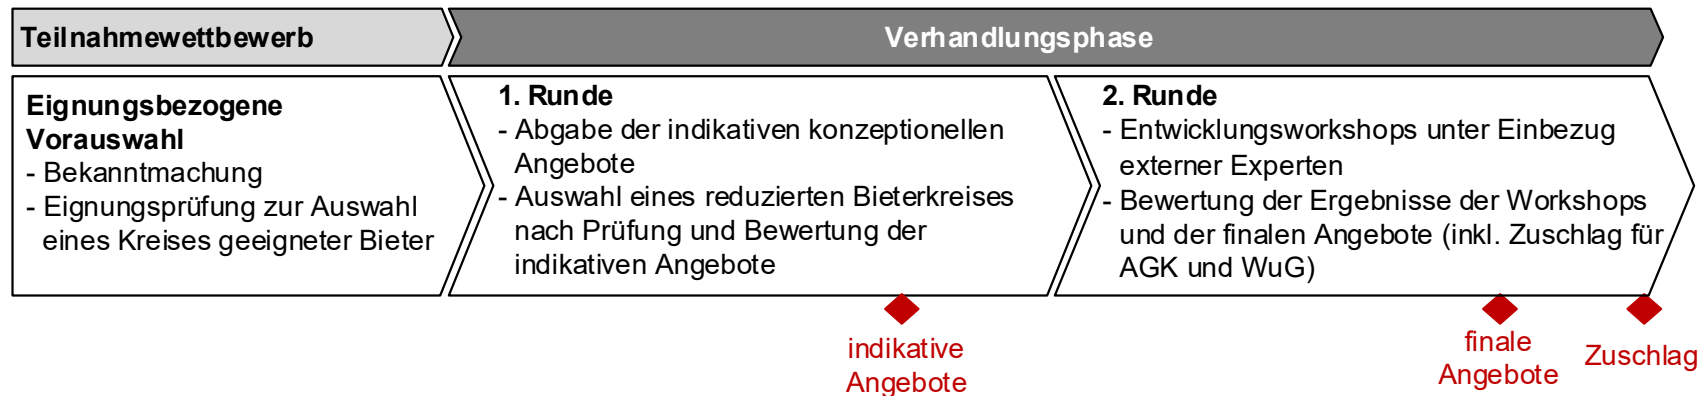 Teilnahmewettbewerb
Verhandlungsphase
Eignungsbezogene
Vorauswahl
- Bekanntmachung
- Eignungsprüfung zur Auswahl
eines Kreises geeigneter Bieter
1. Runde
- Abgabe der indikativen konzeptionellen
Angebote
- Auswahl eines reduzierten Bieterkreises
nach Prüfung und Bewertung der
indikativen Angebote
2. Runde
- Entwicklungsworkshops unter Einbezug
externer Experten
- Bewertung der Ergebnisse der Workshops
und der finalen Angebote (inkl. Zuschlag für
AGK und WuG)
indikative
Angebote
finale
Angebote
Zuschlag